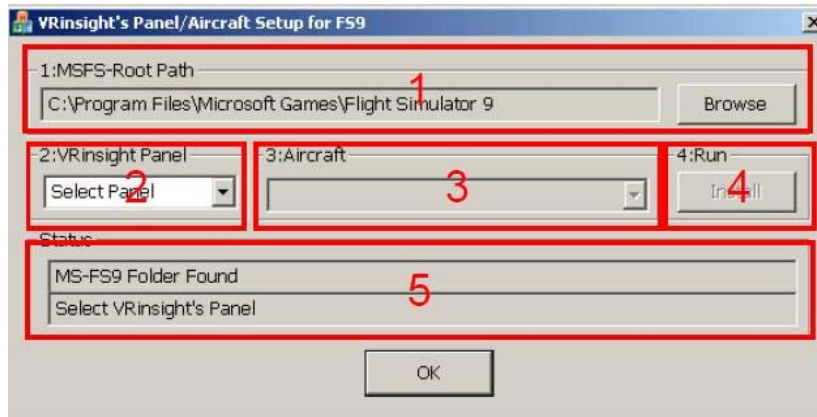 VRinsight's Panel/Aircraft Setup for FS9
1:MSFS-Root Path
1
C:\Program Files\Microsoft Games\Flight Simulator 9
Browse
2:VRinsight Panel
3:Aircraft
4:Run
Select Panel
2
3
Install
4
Status
MS-FS9 Folder Found
5
Select VRinsight's Panel
OK